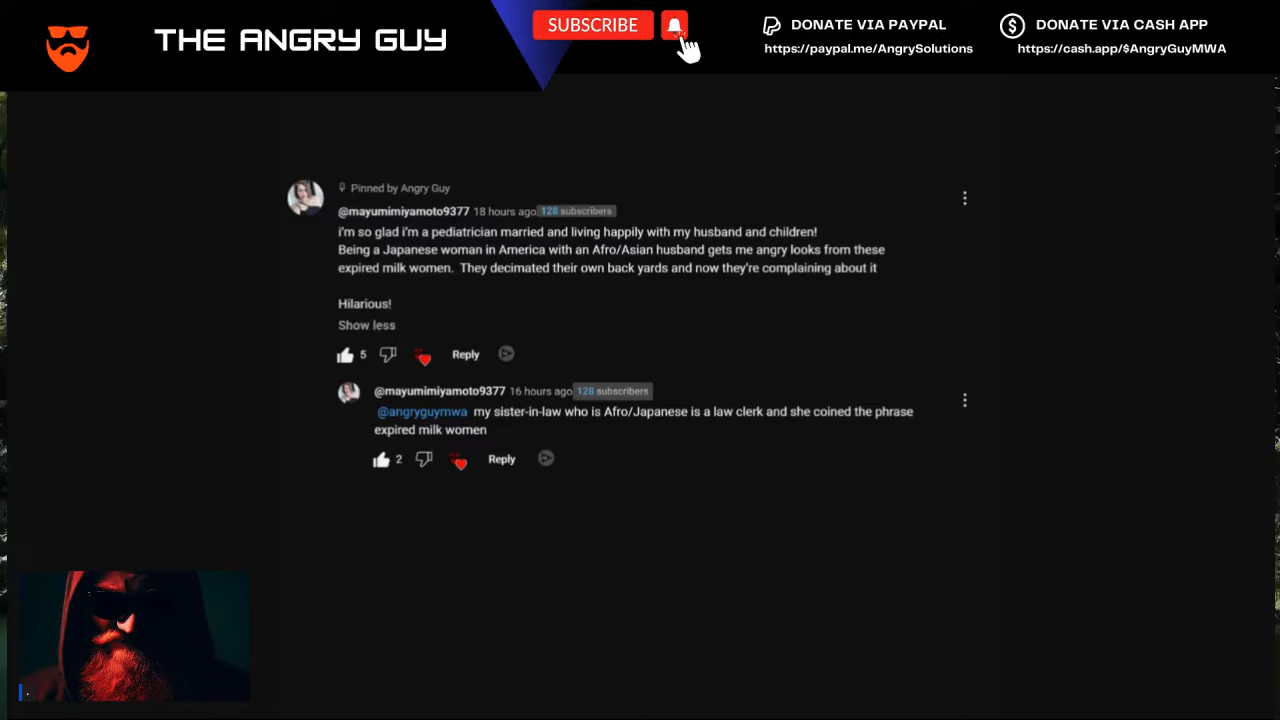 THE ANGRY GUY
SUBSCRIBE
DONATE VIA PAYPAL
https://paypal.me/AngrySolutions
DONATE VIA CASH APP
https://cash.app/$AngryGuyMWA
Pinned by Angry Guy
@mayumimiyamoto9377 18 hours ago 128 subscribers
i'm so glad i'm a pediatrician married and living happily with my husband and children!
Being a Japanese woman in America with an Afro/Asian husband gets me angry looks from these
expired milk women. They decimated their own back yards and now they're complaining about it
Hilarious!
Show less
5 Reply
@mayumimiyamoto9377 16 hours ago 128 subscribers
@angryguymwa my sister-in-law who is Afro/Japanese is a law clerk and she coined the phrase
expired milk women
2 Reply